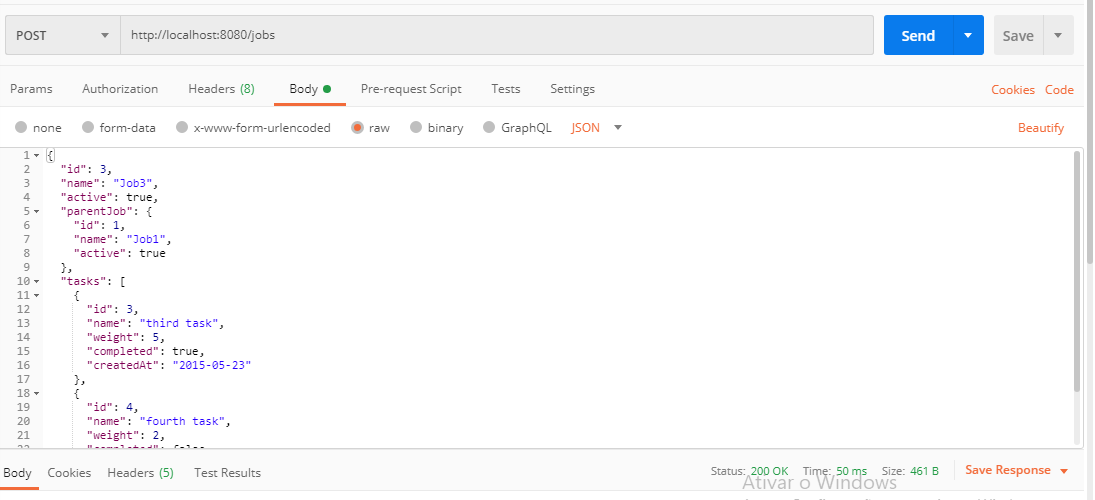 POST http://localhost:8080/jobs Send Save
Params Authorization Headers (8) Body Pre-request Script Tests Settings Cookies Code
none form-data x-www-form-urlencoded raw binary GraphQL JSON Beautify
1 {
2 "id": 3,
3 "name": "Job3",
4 "active": true,
5 "parentJob": {
6 "id": 1,
7 "name": "Job1",
8 "active": true
9 },
10 "tasks": [
11 {
12 "id": 3,
13 "name": "third task",
14 "weight": 5,
15 "completed": true,
16 "createdAt": "2015-05-23"
17 },
18 {
19 "id": 4,
20 "name": "fourth task",
21 "weight": 2,
22 "completed": false
Body Cookies Headers (5) Test Results Status: 200 OK Time: 50 ms Size: 461 B Save Response
Ativar o Windows